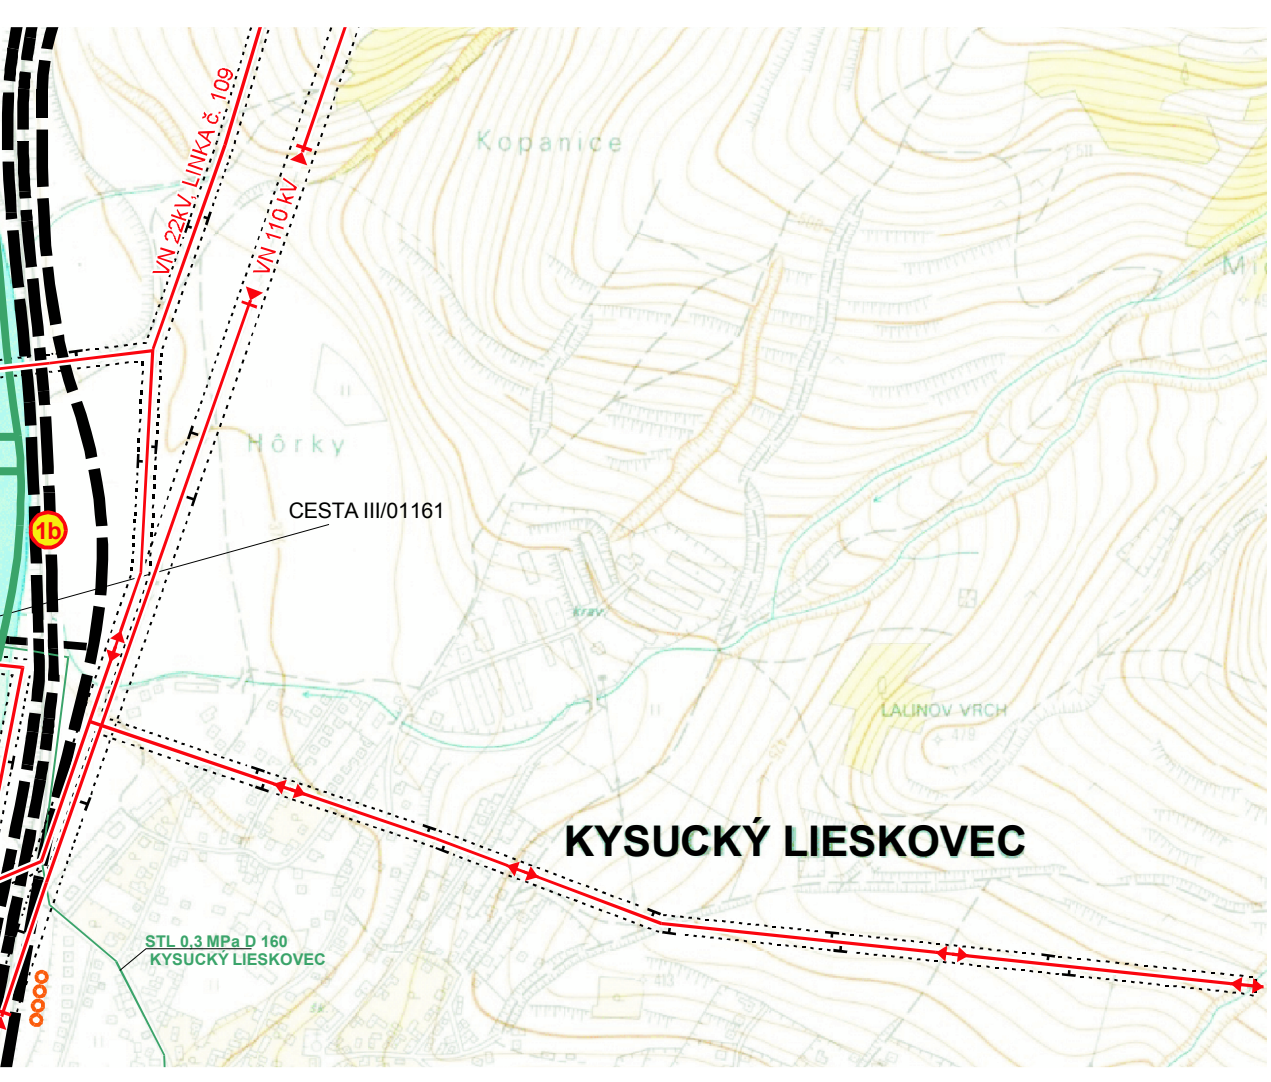 VN 22kV, LINKA č. 109
VN 110 kV
Kopanice
Hôrky
CESTA III/01161
1b
krav.
LALINOV VRCH
KYSUCKÝ LIESKOVEC
STL 0,3 MPa D 160
KYSUCKÝ LIESKOVEC